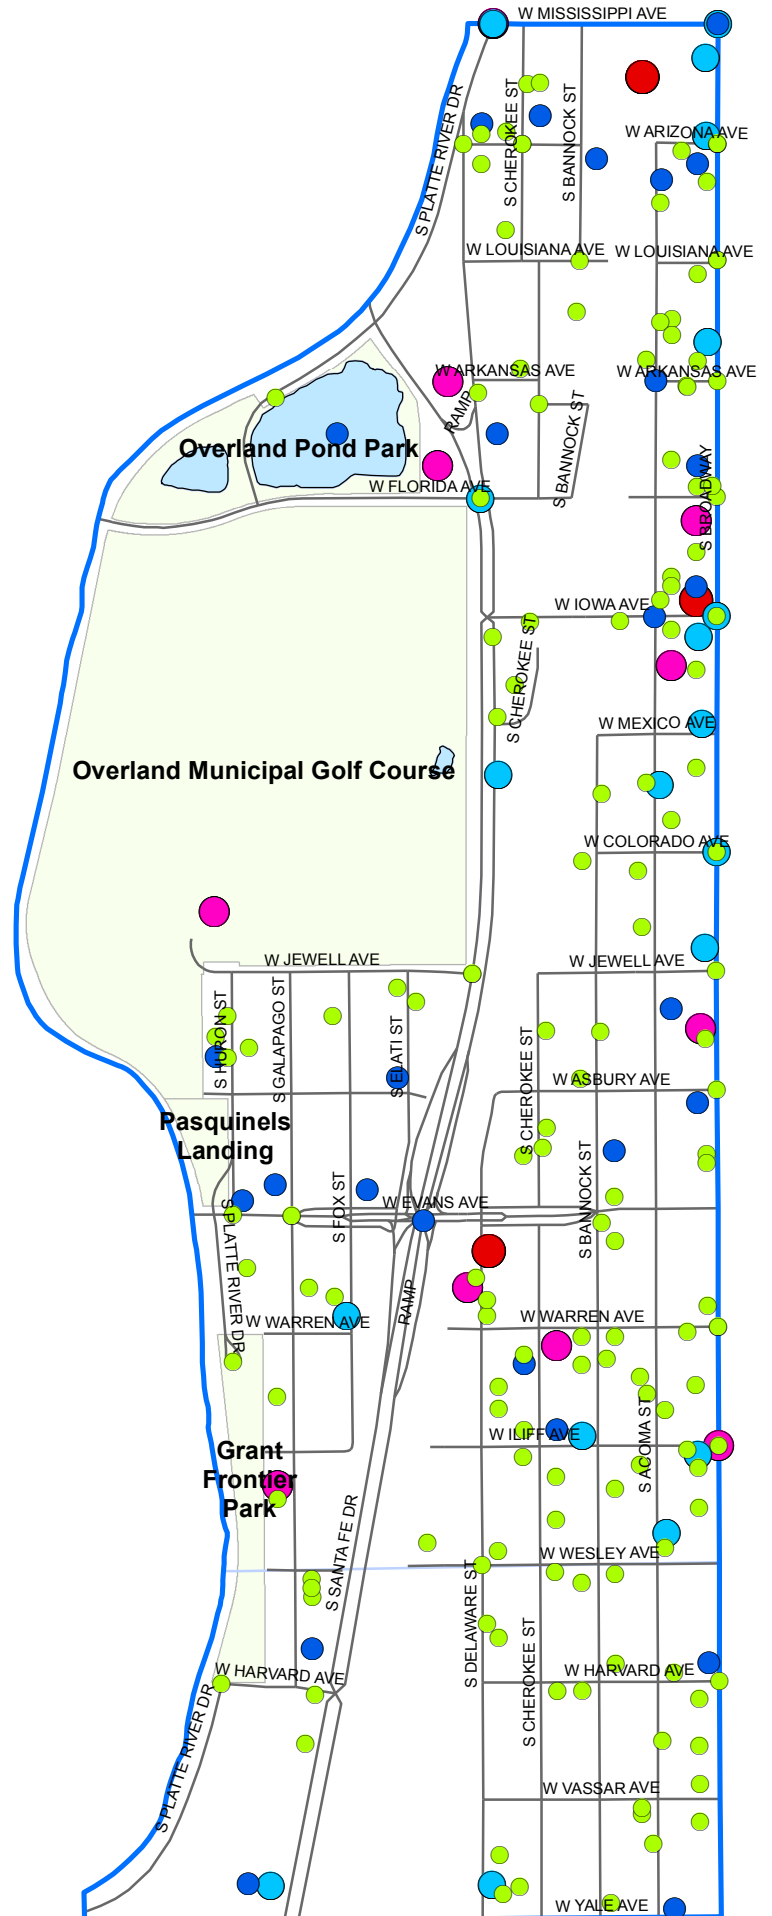 W MISSISSIPPI AVE
S PLATTE RIVER DR
S CHEROKEE ST
S BANNOCK ST
W ARIZONA AVE
W LOUISIANA AVE
W LOUISIANA AVE
W ARKANSAS AVE
W ARKANSAS AVE
RAMP
S BANNOCK ST
Overland Pond Park
S BROADWAY
W FLORIDA AVE
W IOWA AVE
S CHEROKEE ST
W MEXICO AVE
Overland Municipal Golf Course
W COLORADO AVE
W JEWELL AVE
W JEWELL AVE
S HURON ST
S GALAPAGO ST
S ELATI ST
S CHEROKEE ST
W ASBURY AVE
Pasquinels
Landing
S FOX ST
S BANNOCK ST
W EVANS AVE
S PLATTE RIVER DR
RAMP
W WARREN AVE
W WARREN AVE
S ACOMA ST
W ILIFF AVE
Grant
Frontier
Park
S SANTA FE DR
W WESLEY AVE
S DELAWARE ST
S CHEROKEE ST
W HARVARD AVE
W HARVARD AVE
S PLATTE RIVER DR
W VASSAR AVE
W YALE AVE